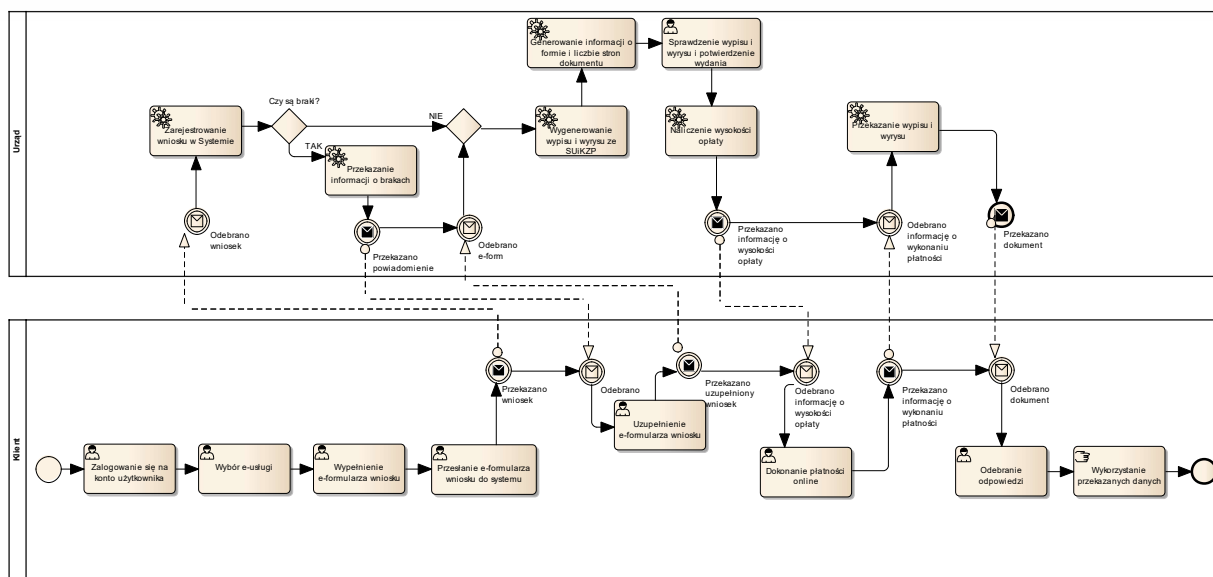 Urząd
Generowanie informacji o
formie i liczbie stron
dokumentu
Sprawdzenie wypisu i
wyrysu i potwierdzenie
wydania
Czy są braki?
Zarejestrowanie
wniosku w Systemie
NIE
TAK
Wygenerowanie
wypisu i wyrysu ze
SUiKZP
Naliczenie wysokości
opłaty
Przekazanie wypisu i
wyrysu
Przekazanie
informacji o brakach
Odebrano
wniosek
Przekazano
powiadomienie
Odebrano
e-form
Przekazano
informację o
wysokości
opłaty
Odebrano
informację o
wykonaniu
płatności
Przekazano
dokument
Klient
Przekazano
wniosek
Odebrano
Przekazano
uzupełniony
wniosek
Odebrano
informację o
wysokości
opłaty
Przekazano
informację o
wykonaniu
płatności
Odebrano
dokument
Uzupełnienie
e-formularza wniosku
Zalogowanie się na
konto użytkownika
Wybór e-usługi
Wypełnienie
e-formularza wniosku
Przesłanie e-formularza
wniosku do systemu
Dokonanie płatności
online
Odebranie
odpowiedzi
Wykorzystanie
przekazanych danych